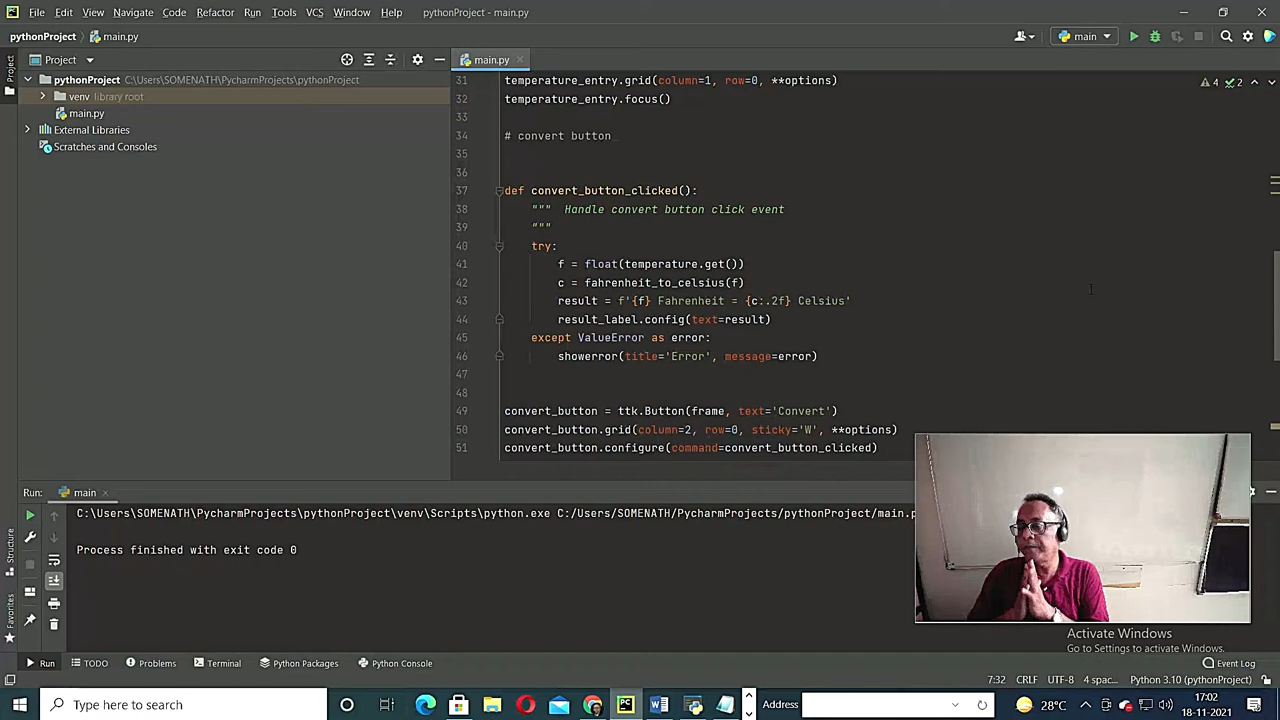 File Edit View Navigate Code Refactor Run Tools VCS Window Help pythonProject - main.py
pythonProject main.py main
Project main.py
pythonProject C:\Users\SOMENATH\PycharmProjects\pythonProject
venv library root
main.py
External Libraries
Scratches and Consoles
4 2
31 temperature_entry.grid(column=1, row=0, **options)
32 temperature_entry.focus()
33
34 # convert button
35
36
37 def convert_button_clicked():
38 """ Handle convert button click event
39 """
40 try:
41 f = float(temperature.get())
42 c = fahrenheit_to_celsius(f)
43 result = f'{f} Fahrenheit = {c:.2f} Celsius'
44 result_label.config(text=result)
45 except ValueError as error:
46 showerror(title='Error', message=error)
47
48
49 convert_button = ttk.Button(frame, text='Convert')
50 convert_button.grid(column=2, row=0, sticky='W', **options)
51 convert_button.configure(command=convert_button_clicked)
Project
Structure
Favorites
Run: main
C:\Users\SOMENATH\PycharmProjects\pythonProject\venv\Scripts\python.exe C:/Users/SOMENATH/PycharmProjects/pythonProject/main.p
Process finished with exit code 0
Activate Windows
Go to Settings to activate Windows.
Run TODO Problems Terminal Python Packages Python Console Event Log
7:32 CRLF UTF-8 4 spac... Python 3.10 (pythonProject)
Type here to search Address 28°C 17:02
18-11-2021